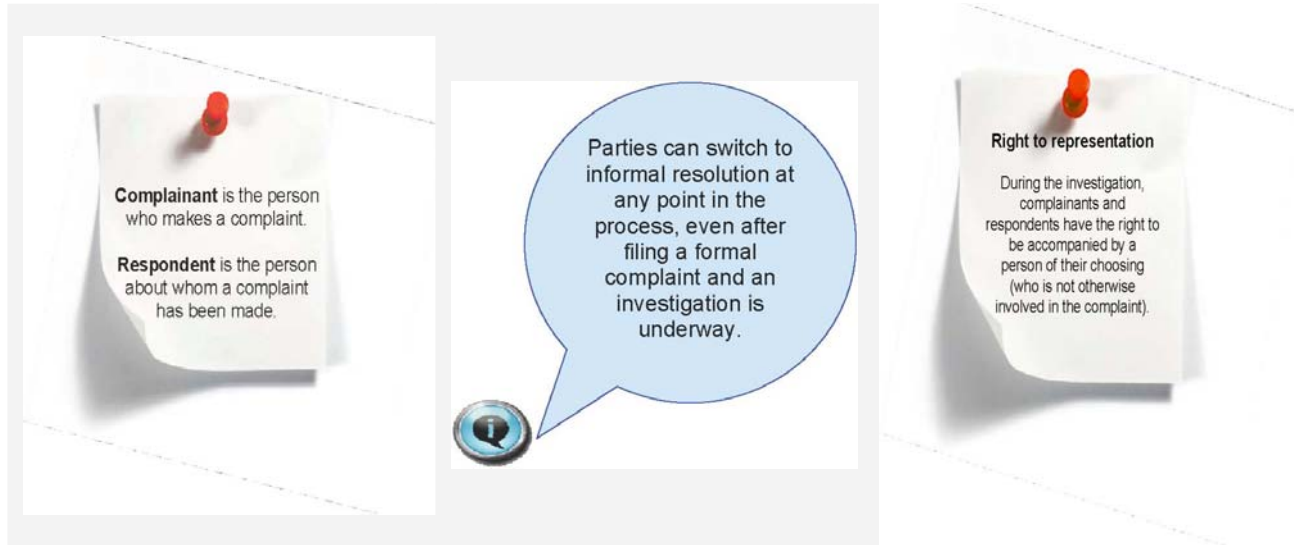 Complainant is the person
who makes a complaint.
Respondent is the person
about whom a complaint
has been made.
Parties can switch to
informal resolution at
any point in the
process, even after
filing a formal
complaint and an
investigation is
underway.
i
Right to representation
During the investigation,
complainants and
respondents have the right to
be accompanied by a
person of their choosing
(who is not otherwise
involved in the complaint).